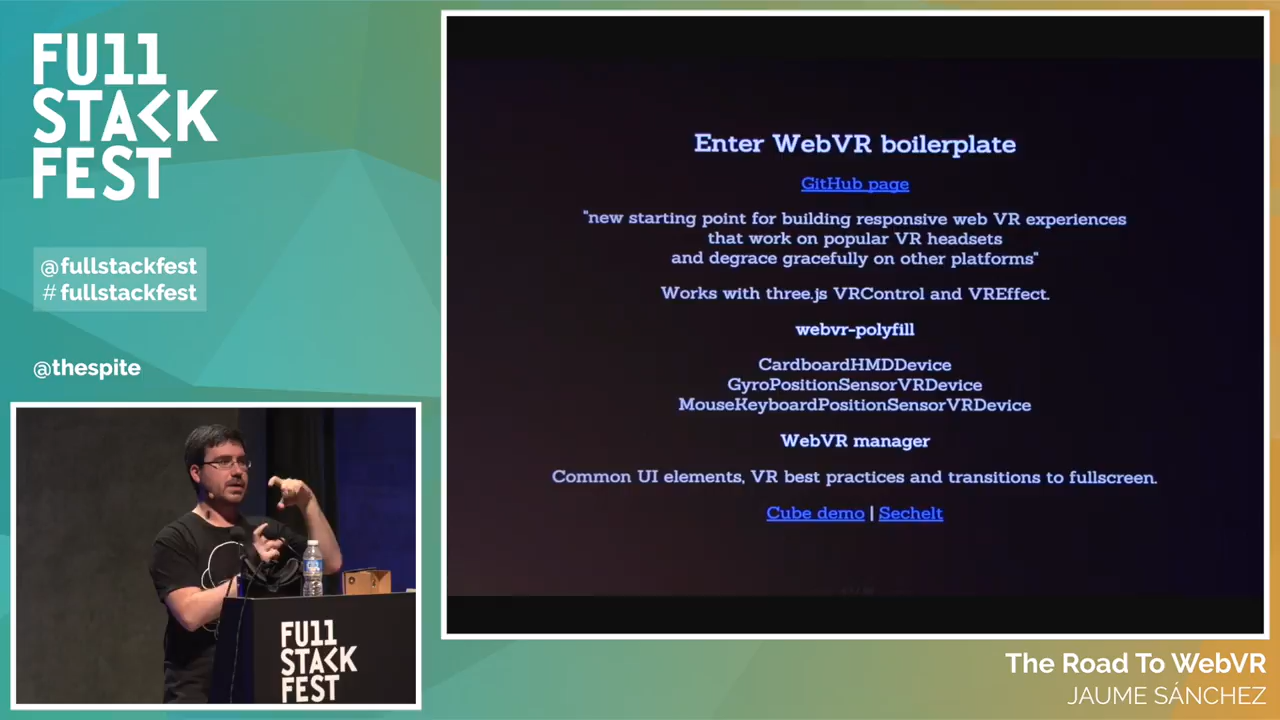 FU11
STACK
FEST
@fullstackfest
# fullstackfest
@thespite
Enter WebVR boilerplate
GitHub page
"new starting point for building responsive web VR experiences
that work on popular VR headsets
and degrace gracefully on other platforms"
Works with three.js VRControl and VREffect.
webvr-polyfill
CardboardHMDDevice
GyroPositionSensorVRDevice
MouseKeyboardPositionSensorVRDevice
WebVR manager
Common UI elements, VR best practices and transitions to fullscreen.
Cube demo | Sechelt
FU11
STACK
FEST
The Road To WebVR
JAUME SÁNCHEZ